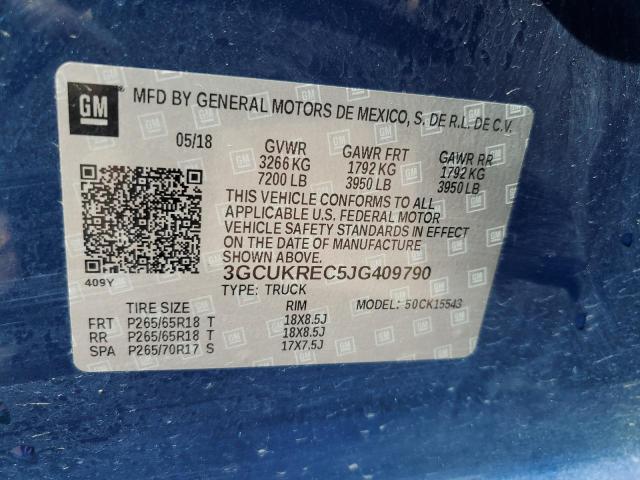 GM MFD BY GENERAL MOTORS DE MEXICO, S. DE R.L. DE C.V.
05/18 GVWR GAWR FRT GAWR RR
3266 KG 1792 KG 1792 KG
7200 LB 3950 LB 3950 LB
THIS VEHICLE CONFORMS TO ALL
APPLICABLE U.S. FEDERAL MOTOR
VEHICLE SAFETY STANDARDS IN EFFECT
ON THE DATE OF MANUFACTURE
SHOWN ABOVE.
409Y 3GCUKREC5JG409790
TYPE: TRUCK
TIRE SIZE RIM MODEL: 50CK15543
FRT P265/65R18 T 18X8.5J
RR P265/65R18 T 18X8.5J
SPA P265/70R17 S 17X7.5J